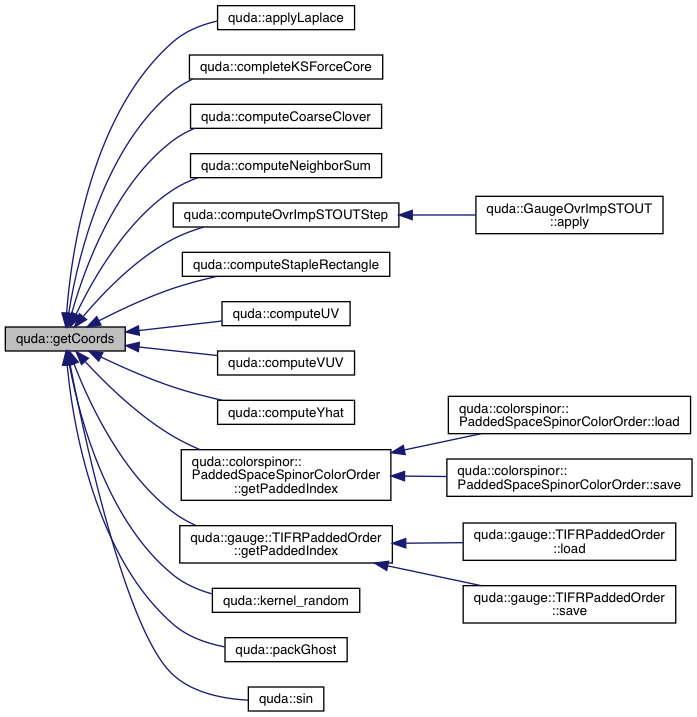 quda::applyLaplace
quda::completeKSForceCore
quda::computeCoarseClover
quda::computeNeighborSum
quda::computeOvrImpSTOUTStep
quda::GaugeOvrImpSTOUT
::apply
quda::computeStapleRectangle
quda::computeUV
quda::getCoords
quda::computeVUV
quda::computeYhat
quda::colorspinor::
PaddedSpaceSpinorColorOrder::load
quda::colorspinor::
PaddedSpaceSpinorColorOrder
::getPaddedIndex
quda::colorspinor::
PaddedSpaceSpinorColorOrder::save
quda::gauge::TIFRPaddedOrder
::getPaddedIndex
quda::gauge::TIFRPaddedOrder
::load
quda::gauge::TIFRPaddedOrder
::save
quda::kernel_random
quda::packGhost
quda::sin